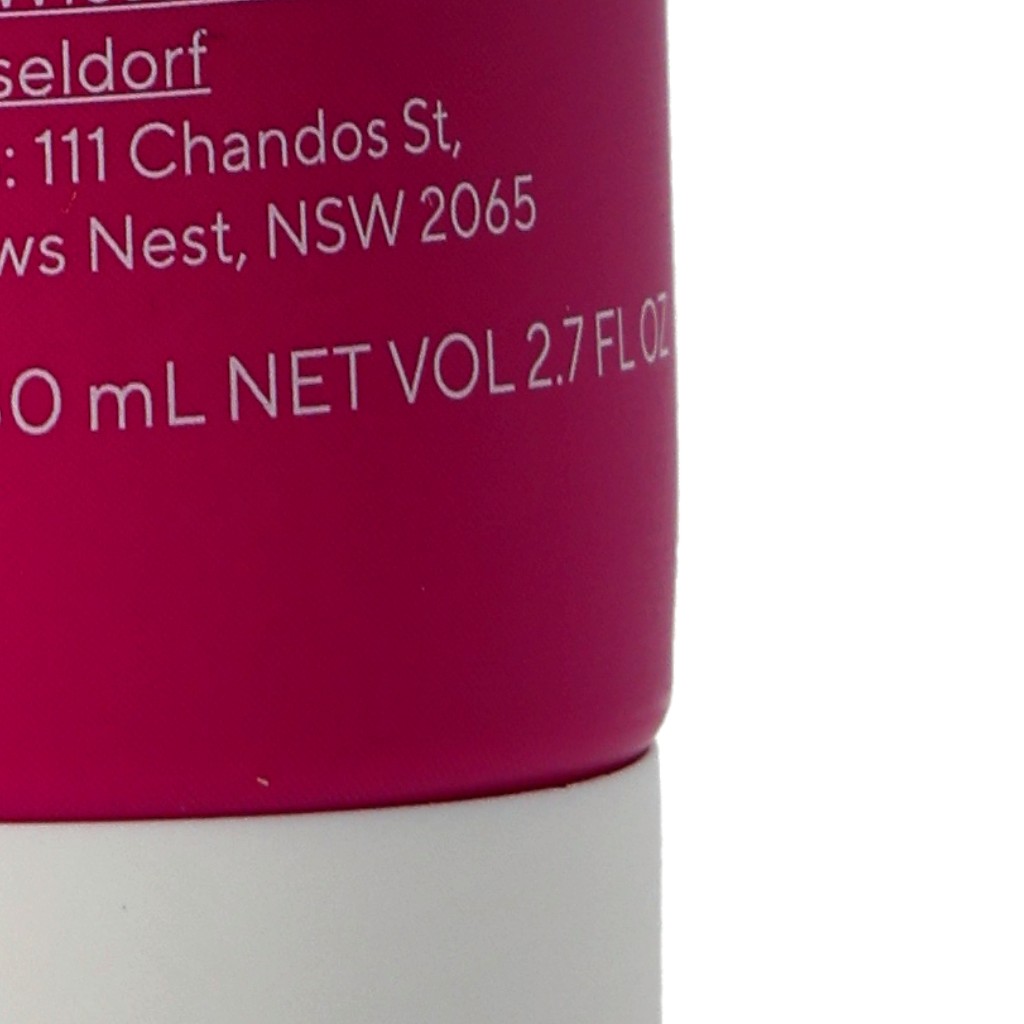 seldorf
: 111 Chandos St,
ws Nest, NSW 2065
0 mL NET VOL 2.7 FL OZ